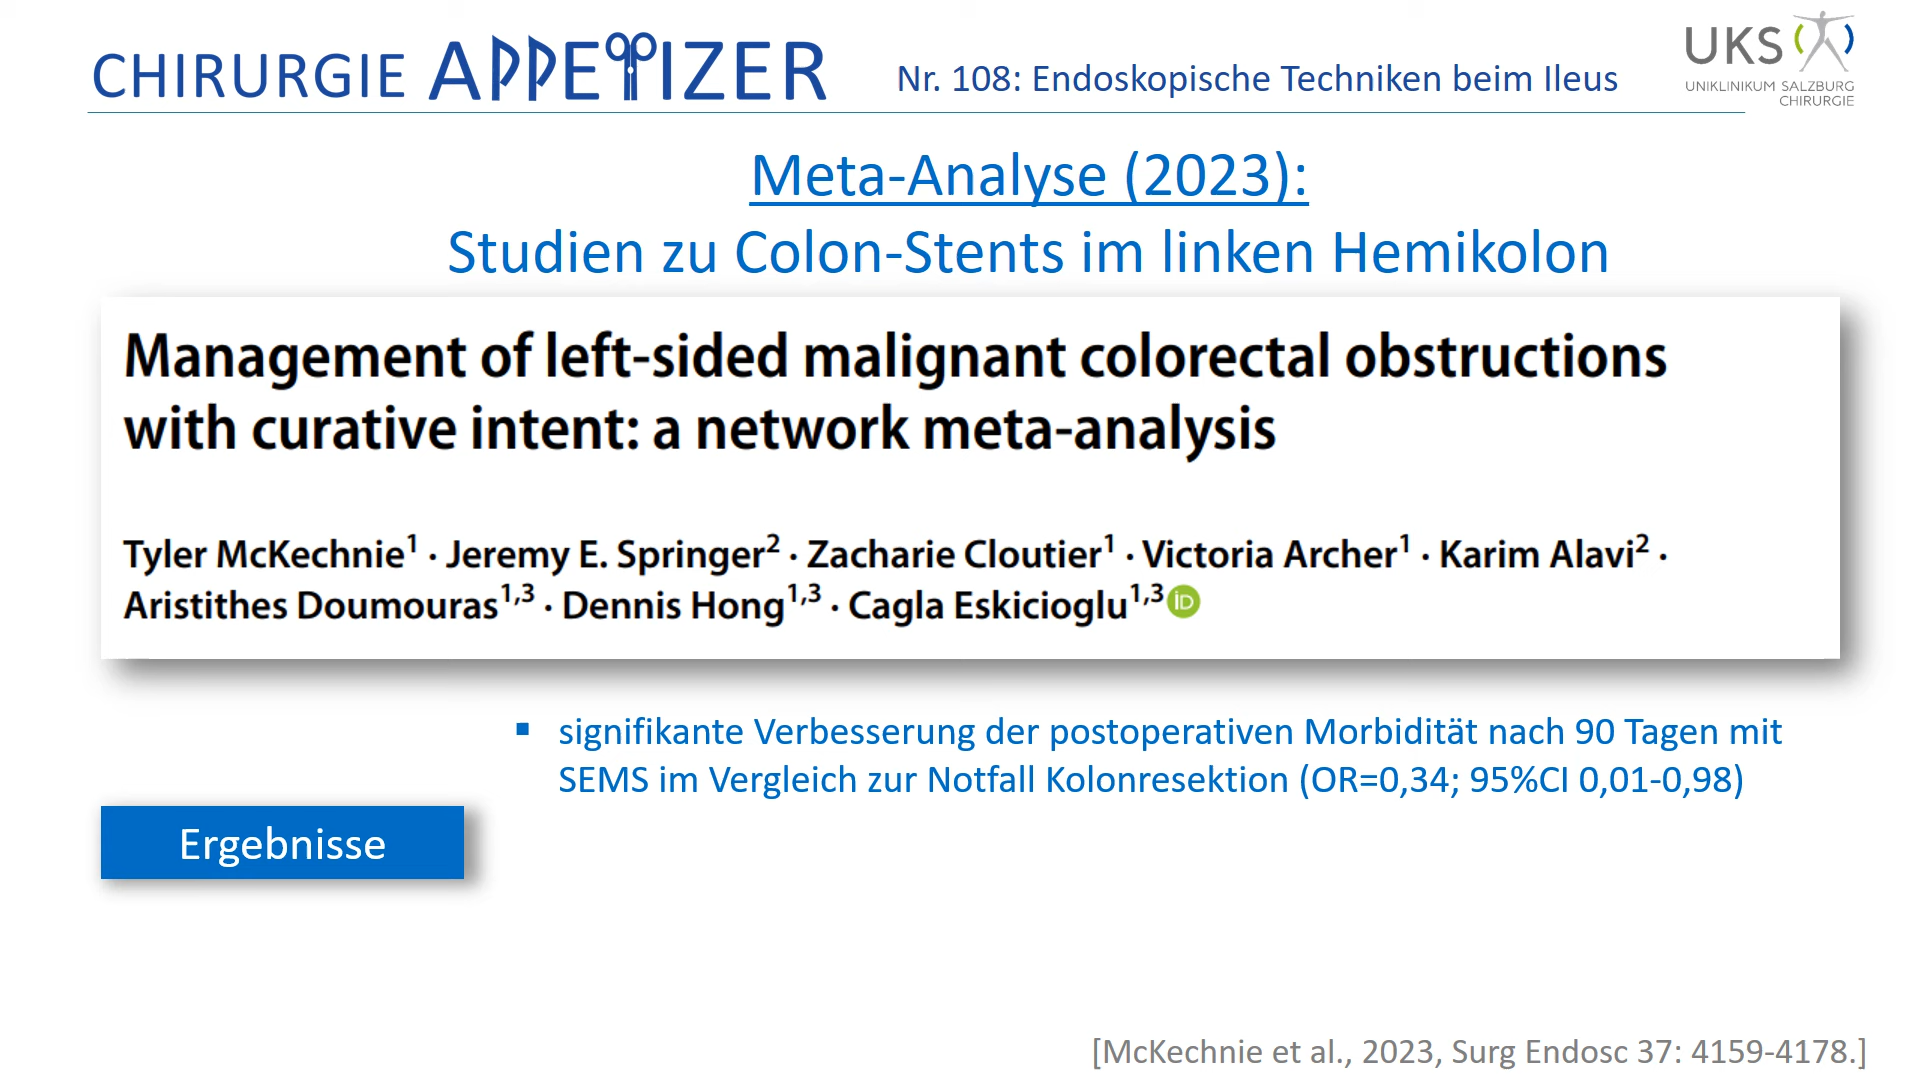 CHIRURGIE APPETIZER
Nr. 108: Endoskopische Techniken beim Ileus
UKS
UNIKLINIKUM SALZBURG
CHIRURGIE
Meta-Analyse (2023):
Studien zu Colon-Stents im linken Hemikolon
Management of left-sided malignant colorectal obstructions
with curative intent: a network meta-analysis
Tyler McKechnie1 · Jeremy E. Springer2 · Zacharie Cloutier1 · Victoria Archer1 · Karim Alavi2 ·
Aristithes Doumouras1,3 · Dennis Hong1,3 · Cagla Eskicioglu1,3 iD
▪ signifikante Verbesserung der postoperativen Morbidität nach 90 Tagen mit
SEMS im Vergleich zur Notfall Kolonresektion (OR=0,34; 95%CI 0,01-0,98)
Ergebnisse
[McKechnie et al., 2023, Surg Endosc 37: 4159-4178.]